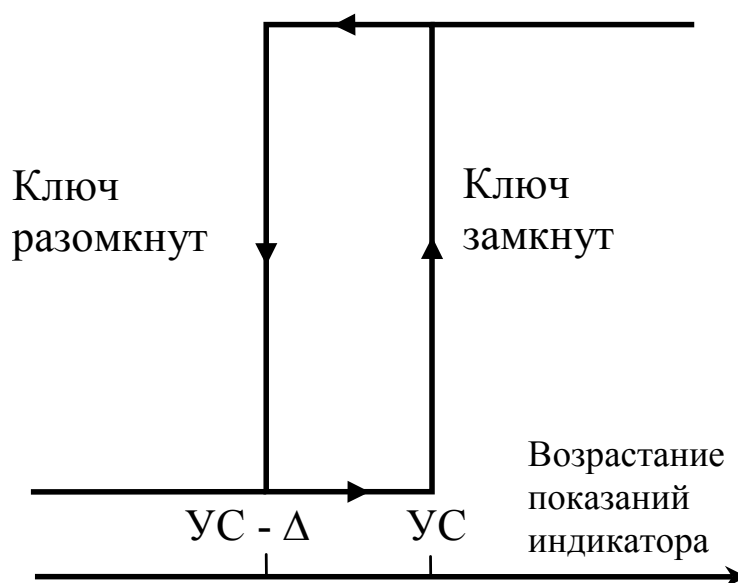 Ключ
разомкнут
Ключ
замкнут
УС - Δ
УС
Возрастание
показаний
индикатора